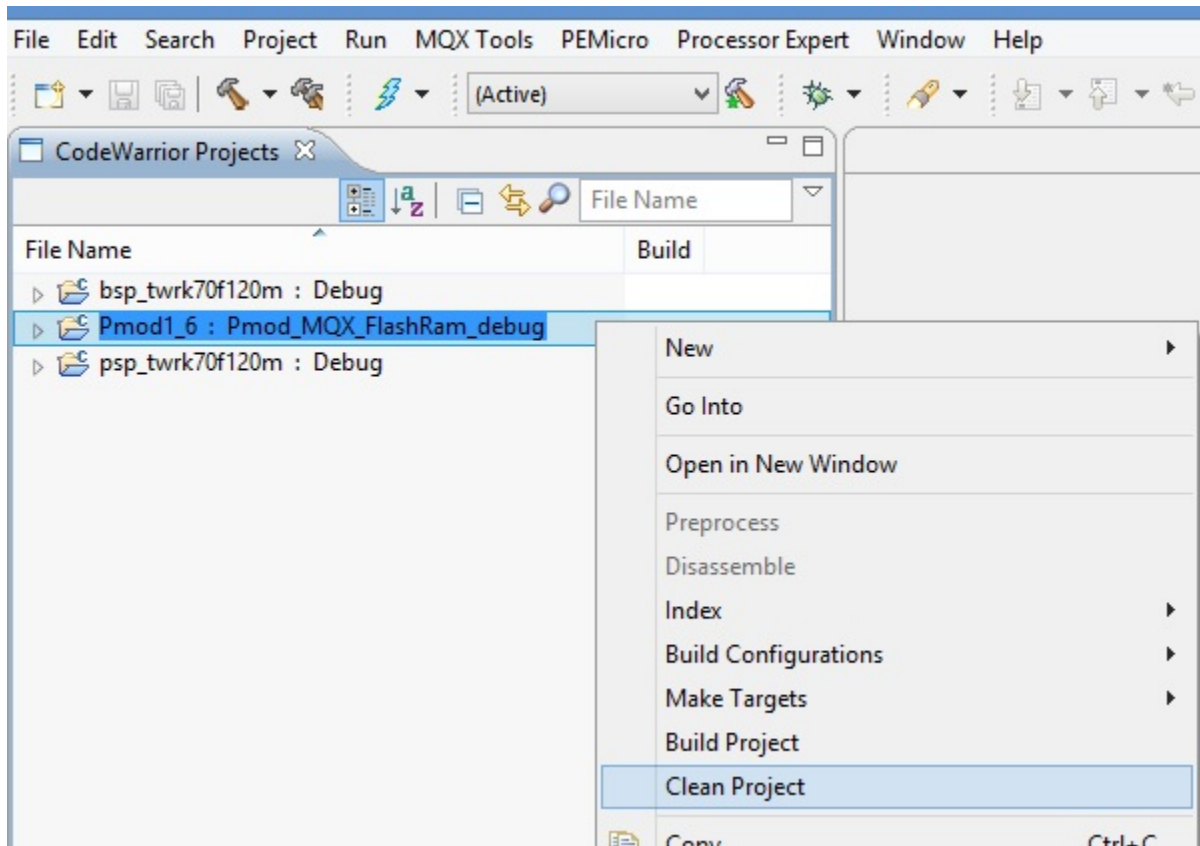 File Edit Search Project Run MQX Tools PEMicro Processor Expert Window Help
(Active)
CodeWarrior Projects
File Name
File Name Build
bsp_twrk70f120m : Debug
Pmod1_6 : Pmod_MQX_FlashRam_debug
psp_twrk70f120m : Debug
New
Go Into
Open in New Window
Preprocess
Disassemble
Index
Build Configurations
Make Targets
Build Project
Clean Project
Copy Ctrl+C